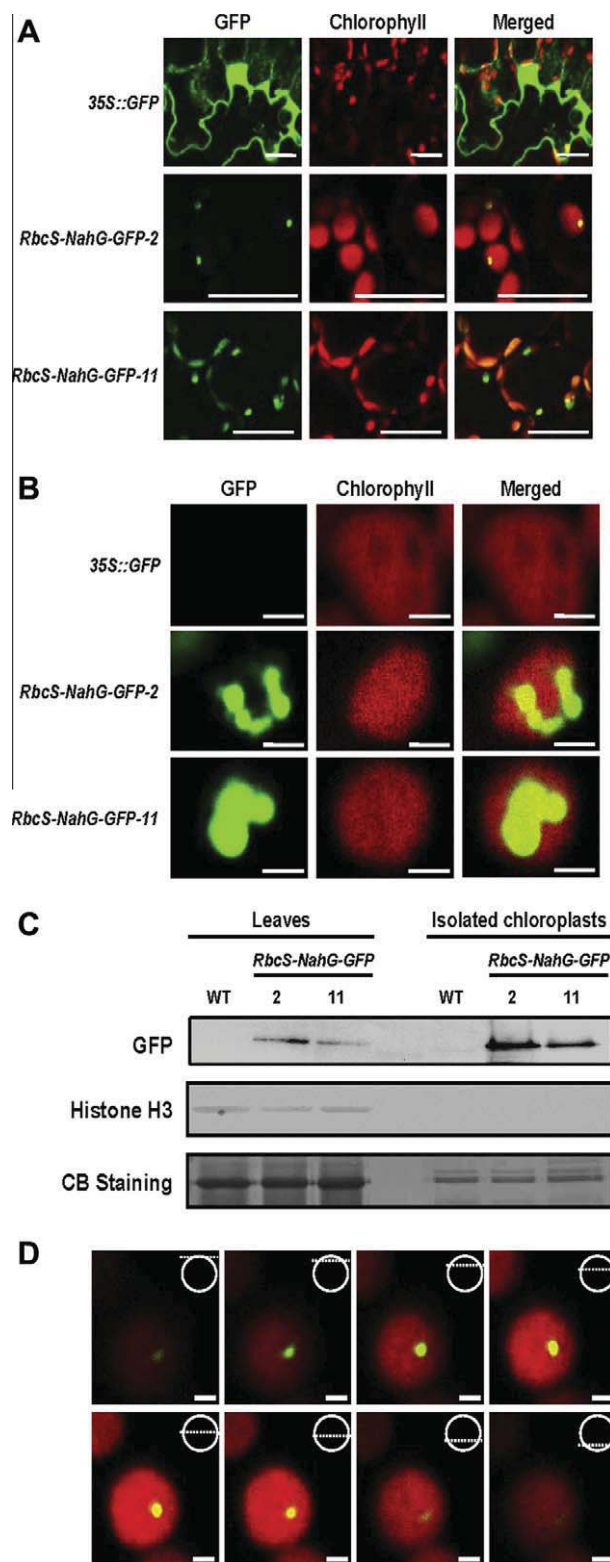 A
GFP Chlorophyll Merged
35S::GFP
RbcS-NahG-GFP-2
RbcS-NahG-GFP-11
B
GFP Chlorophyll Merged
35S::GFP
RbcS-NahG-GFP-2
RbcS-NahG-GFP-11
C
Leaves Isolated chloroplasts
RbcS-NahG-GFP RbcS-NahG-GFP
WT 2 11 WT 2 11
GFP
Histone H3
CB Staining
D